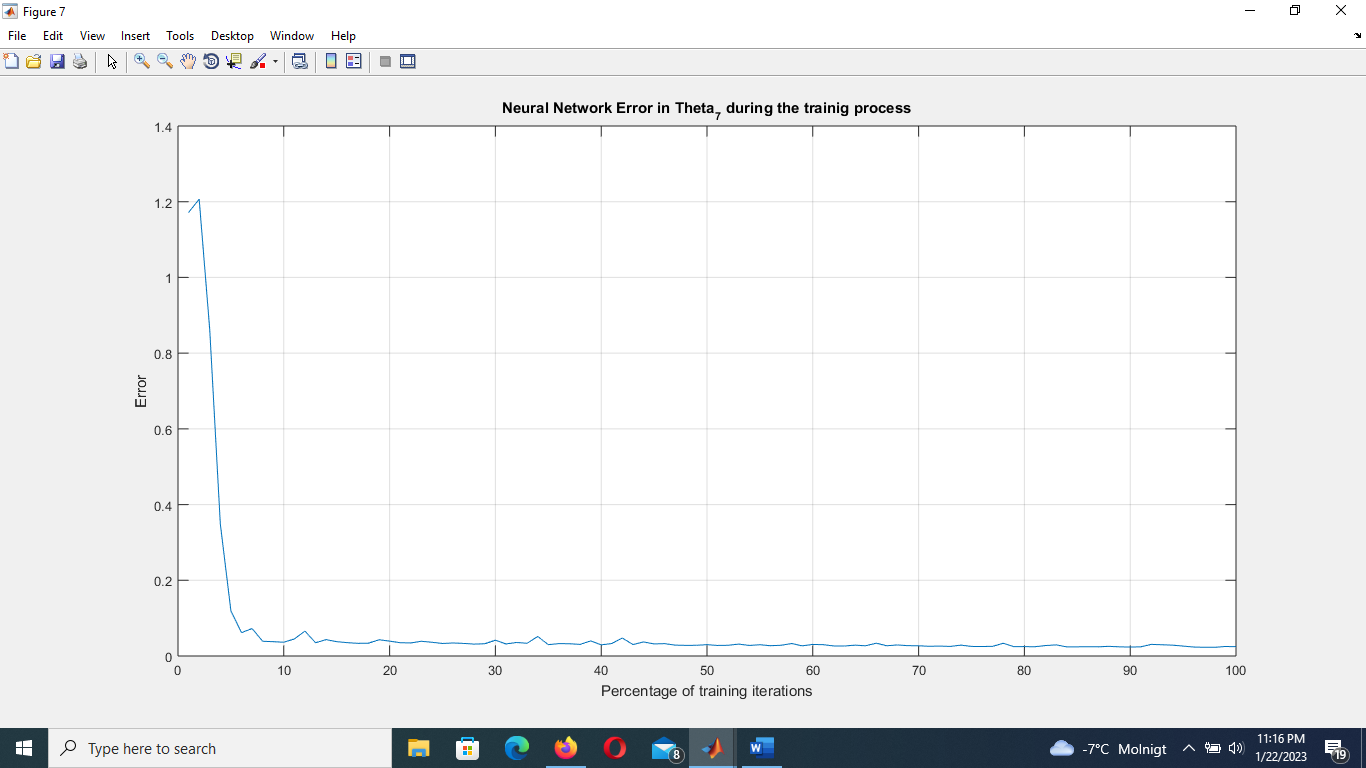 Figure 7
File Edit View Insert Tools Desktop Window Help
Neural Network Error in Theta7 during the trainig process
1.4
1.2
1
0.8
0.6
0.4
0.2
0
Error
0 10 20 30 40 50 60 70 80 90 100
Percentage of training iterations
Type here to search
8
W
-7°C Molnigt
11:16 PM
1/22/2023
19